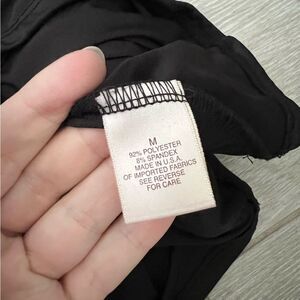 M
92% POLYESTER
8% SPANDEX
MADE IN U.S.A.
OF IMPORTED FABRICS
SEE REVERSE
FOR CARE